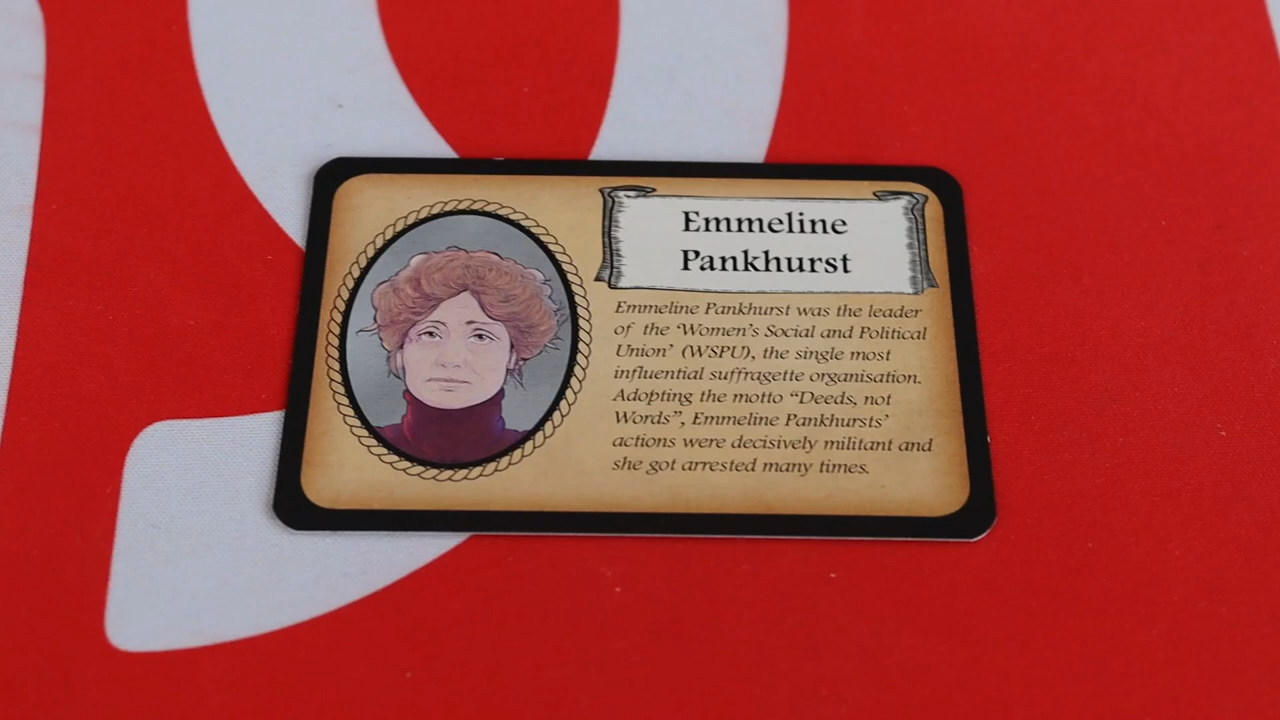 Emmeline
Pankhurst
Emmeline Pankhurst was the leader
of the ‘Women's Social and Political
Union’ (WSPU), the single most
influential suffragette organisation.
Adopting the motto “Deeds, not
Words”, Emmeline Pankhursts’
actions were decisively militant and
she got arrested many times.